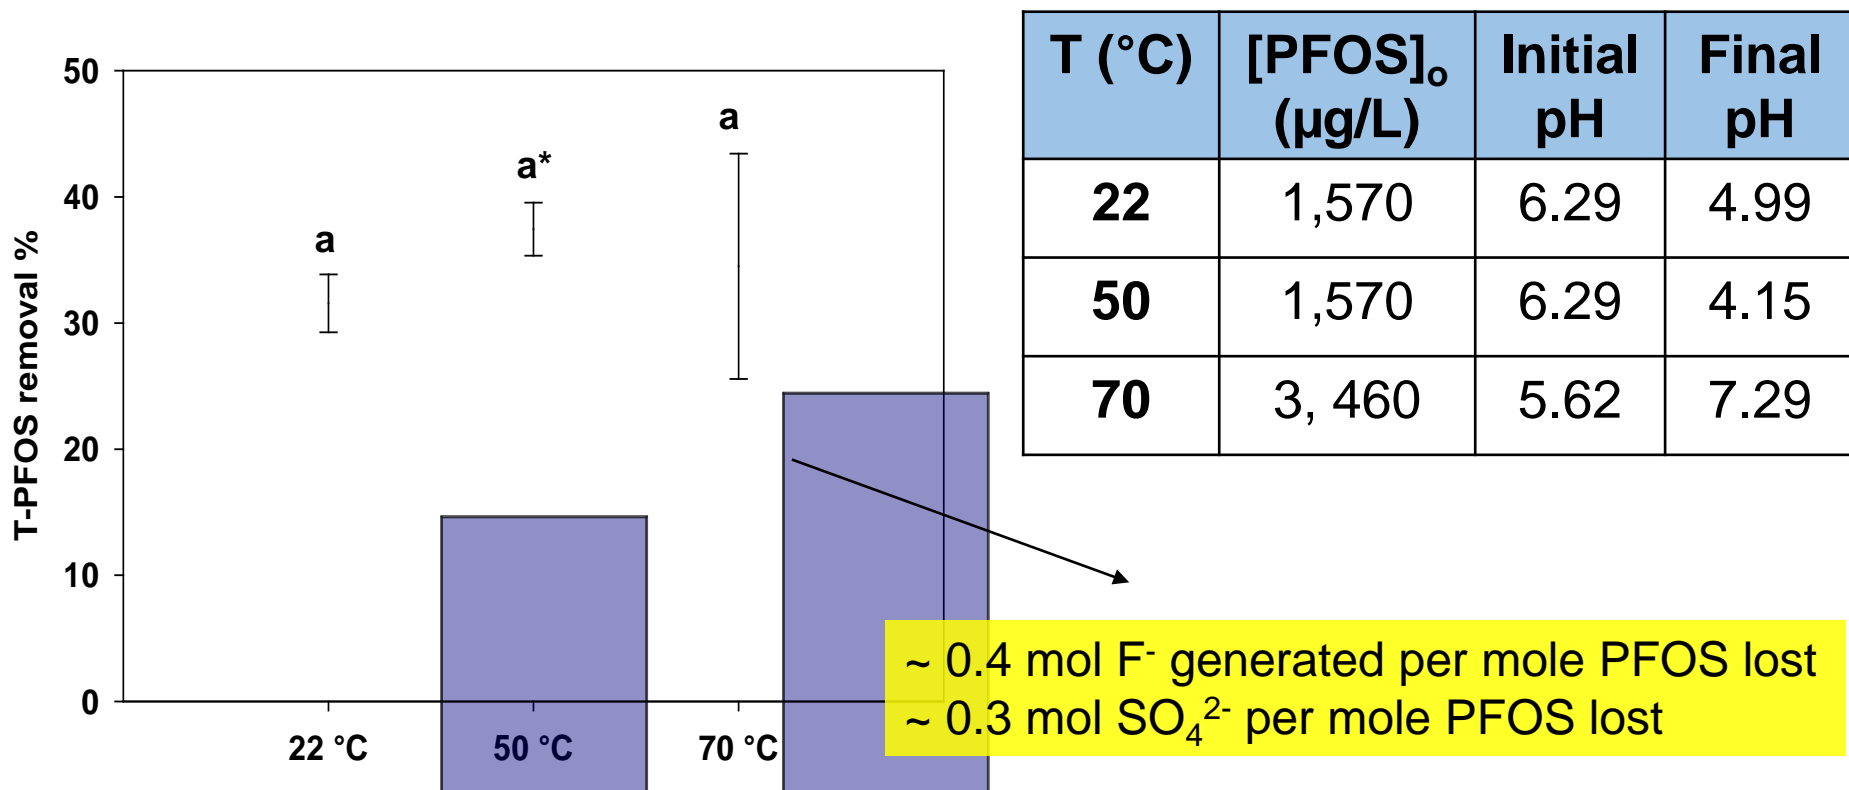 T-PFOS removal %
50
40
30
20
10
0
a
a*
a
22 °C
50 °C
70 °C
T (°C) [PFOS]o (µg/L) Initial pH Final pH
22 1,570 6.29 4.99
50 1,570 6.29 4.15
70 3, 460 5.62 7.29
~ 0.4 mol F- generated per mole PFOS lost
~ 0.3 mol SO4 2- per mole PFOS lost